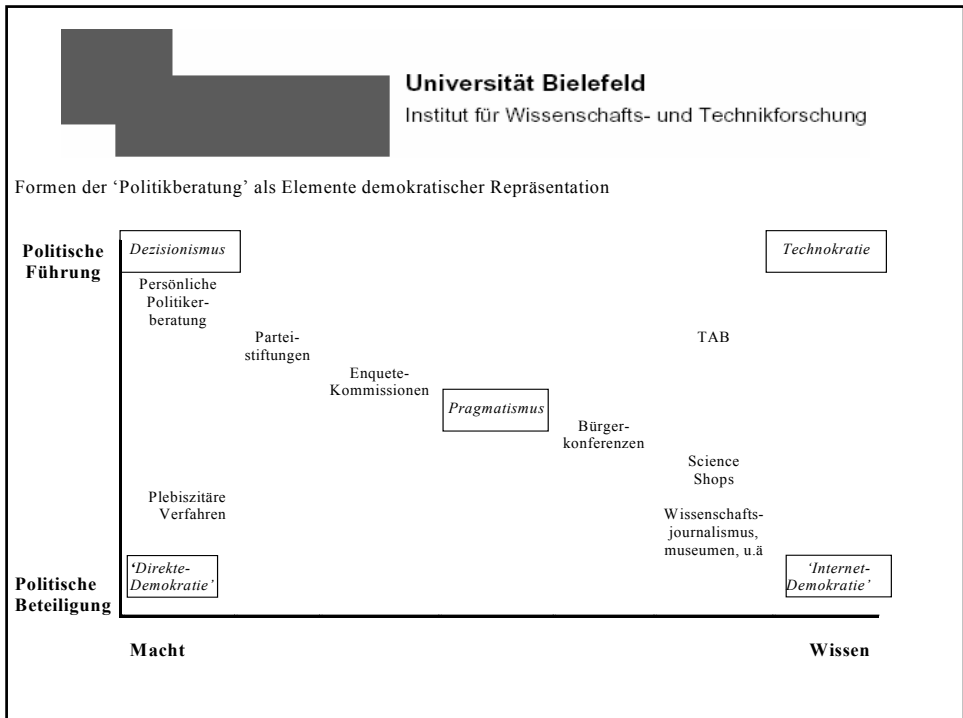 Universität Bielefeld
Institut für Wissenschafts- und Technikforschung
Formen der ‘Politikberatung’ als Elemente demokratischer Repräsentation
Politische
Führung
Dezisionismus
Technokratie
Persönliche
Politiker-
beratung
Partei-
stiftungen
TAB
Enquete-
Kommissionen
Pragmatismus
Bürger-
konferenzen
Science
Shops
Plebiszitäre
Verfahren
Wissenschafts-
journalismus,
museumen, u.ä
Politische
Beteiligung
‘Direkte-
Demokratie’
‘Internet-
Demokratie’
Macht
Wissen